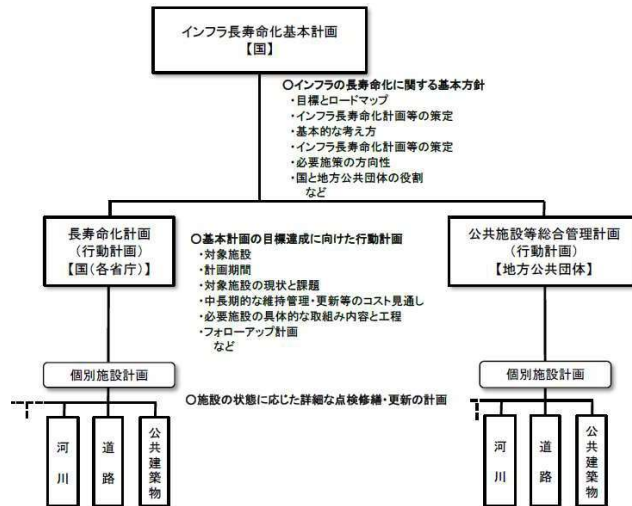 インフラ長寿命化基本計画
【国】
〇インフラの長寿命化に関する基本方針
・目標とロードマップ
・インフラ長寿命化計画等の策定
・基本的な考え方
・インフラ長寿命化計画等の策定
・必要施策の方向性
・国と地方公共団体の役割
など
長寿命化計画
(行動計画)
【国(各省庁)】
〇基本計画の目標達成に向けた行動計画
・対象施設
・計画期間
・対象施設の現状と課題
・中長期的な維持管理・更新等のコスト見通し
・必要施設の具体的な取組み内容と工程
・フォローアップ計画
など
公共施設等総合管理計画
(行動計画)
【地方公共団体】
個別施設計画
〇施設の状態に応じた詳細な点検修繕・更新の計画
個別施設計画
河川
道路
公共建築物
河川
道路
公共建築物